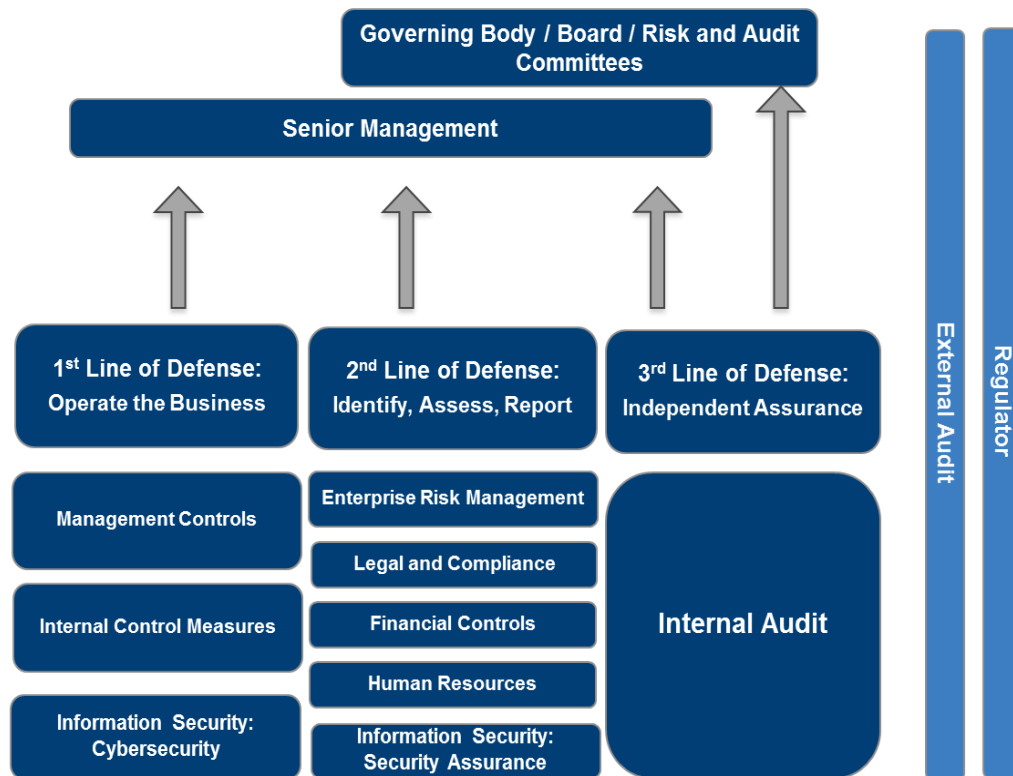 Governing Body / Board / Risk and Audit
Committees
Senior Management
1st Line of Defense:
Operate the Business
2nd Line of Defense:
Identify, Assess, Report
3rd Line of Defense:
Independent Assurance
Management Controls
Internal Control Measures
Information Security:
Cybersecurity
Enterprise Risk Management
Legal and Compliance
Financial Controls
Human Resources
Information Security:
Security Assurance
Internal Audit
External Audit
Regulator